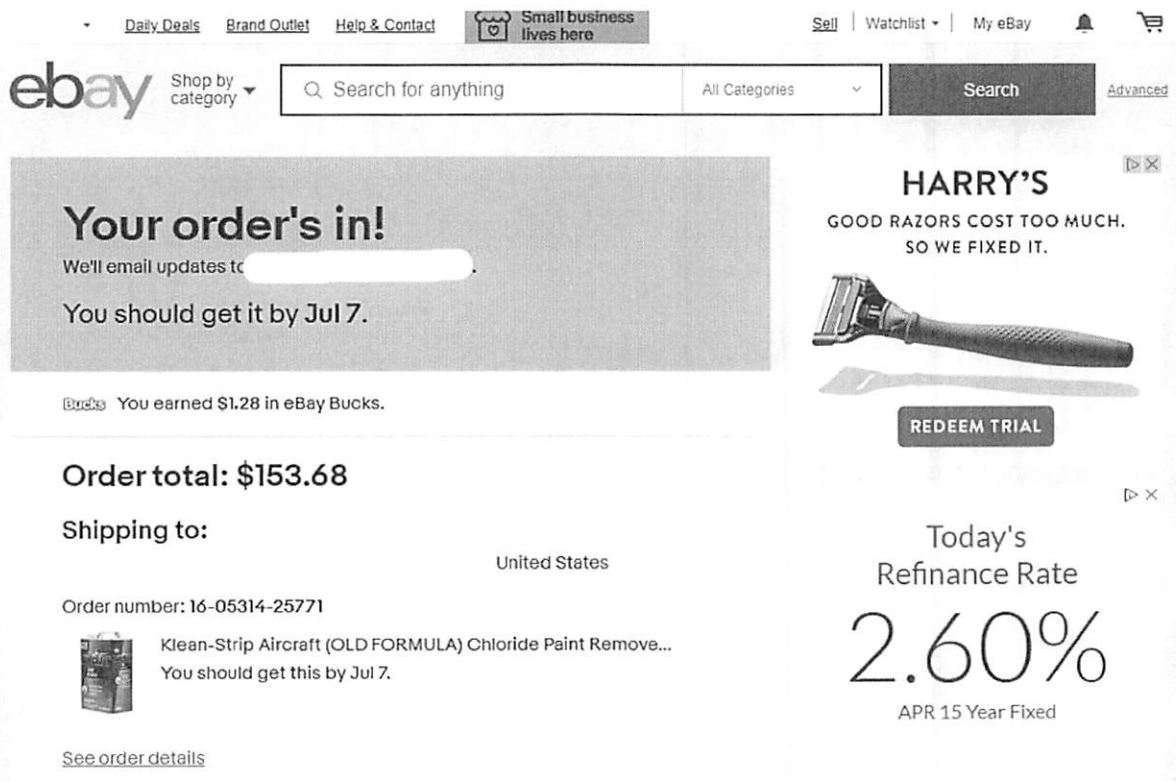 Daily Deals Brand Outlet Help & Contact
Small business
lives here
Sell Watchlist My eBay
ebay
Shop by
category
Search for anything
All Categories
Search
Advanced
Your order's in!
We'll email updates to .
You should get it by Jul 7.
Bucks You earned $1.28 in eBay Bucks.
Order total: $153.68
Shipping to:
United States
Order number: 16-05314-25771
Klean-Strip Aircraft (OLD FORMULA) Chloride Paint Remove...
You should get this by Jul 7.
See order details
HARRY'S
GOOD RAZORS COST TOO MUCH.
SO WE FIXED IT.
REDEEM TRIAL
Today's
Refinance Rate
2.60%
APR 15 Year Fixed